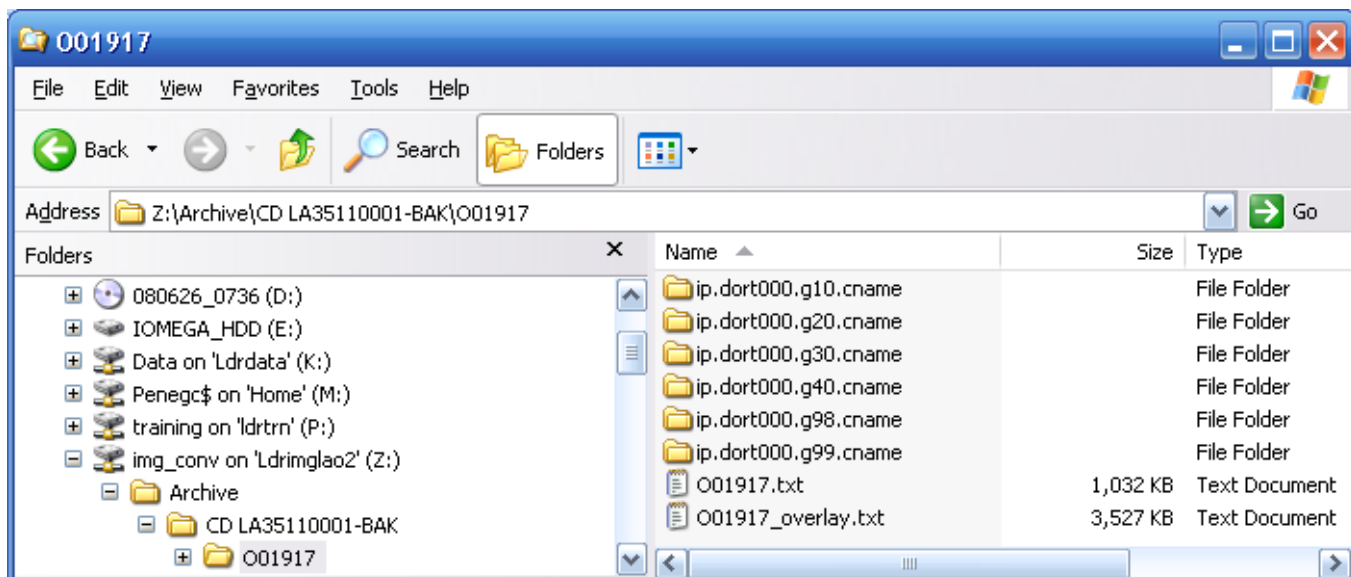 O01917
File Edit View Favorites Tools Help
Back Search Folders
Address Z:\Archive\CD LA35110001-BAK\O01917 Go
Folders x
080626_0736 (D:)
IOMEGA_HDD (E:)
Data on 'Ldrdata' (K:)
Penegc$ on 'Home' (M:)
training on 'ldrtrn' (P:)
img_conv on 'Ldrimglao2' (Z:)
Archive
CD LA35110001-BAK
O01917
Name Size Type
ip.dort000.g10.cname File Folder
ip.dort000.g20.cname File Folder
ip.dort000.g30.cname File Folder
ip.dort000.g40.cname File Folder
ip.dort000.g98.cname File Folder
ip.dort000.g99.cname File Folder
O01917.txt 1,032 KB Text Document
O01917_overlay.txt 3,527 KB Text Document